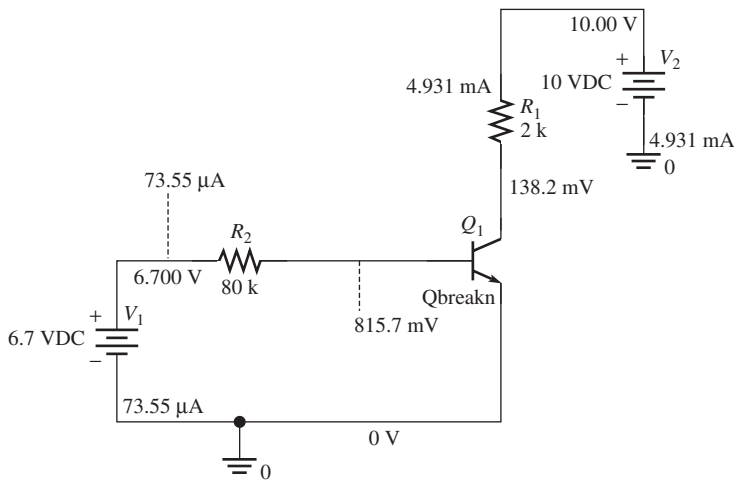 10.00 V
+ V2
4.931 mA
10 VDC
R1
2 k
−
4.931 mA
0
73.55 µA
138.2 mV
R2
Q1
6.700 V
80 k
Qbreakn
+ V1
815.7 mV
6.7 VDC
−
73.55 µA
0 V
0